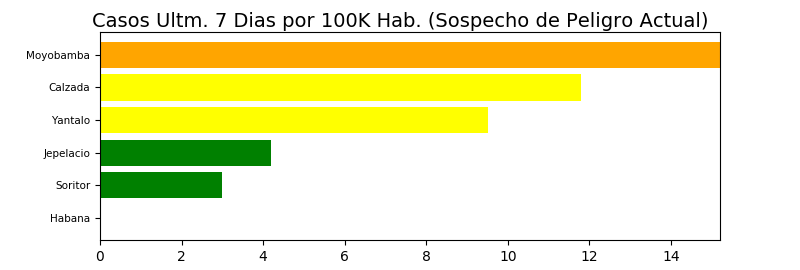 Casos Ultm. 7 Dias por 100K Hab. (Sospecho de Peligro Actual)
Moyobamba
Calzada
Yantalo
Jepelacio
Soritor
Habana
0 2 4 6 8 10 12 14